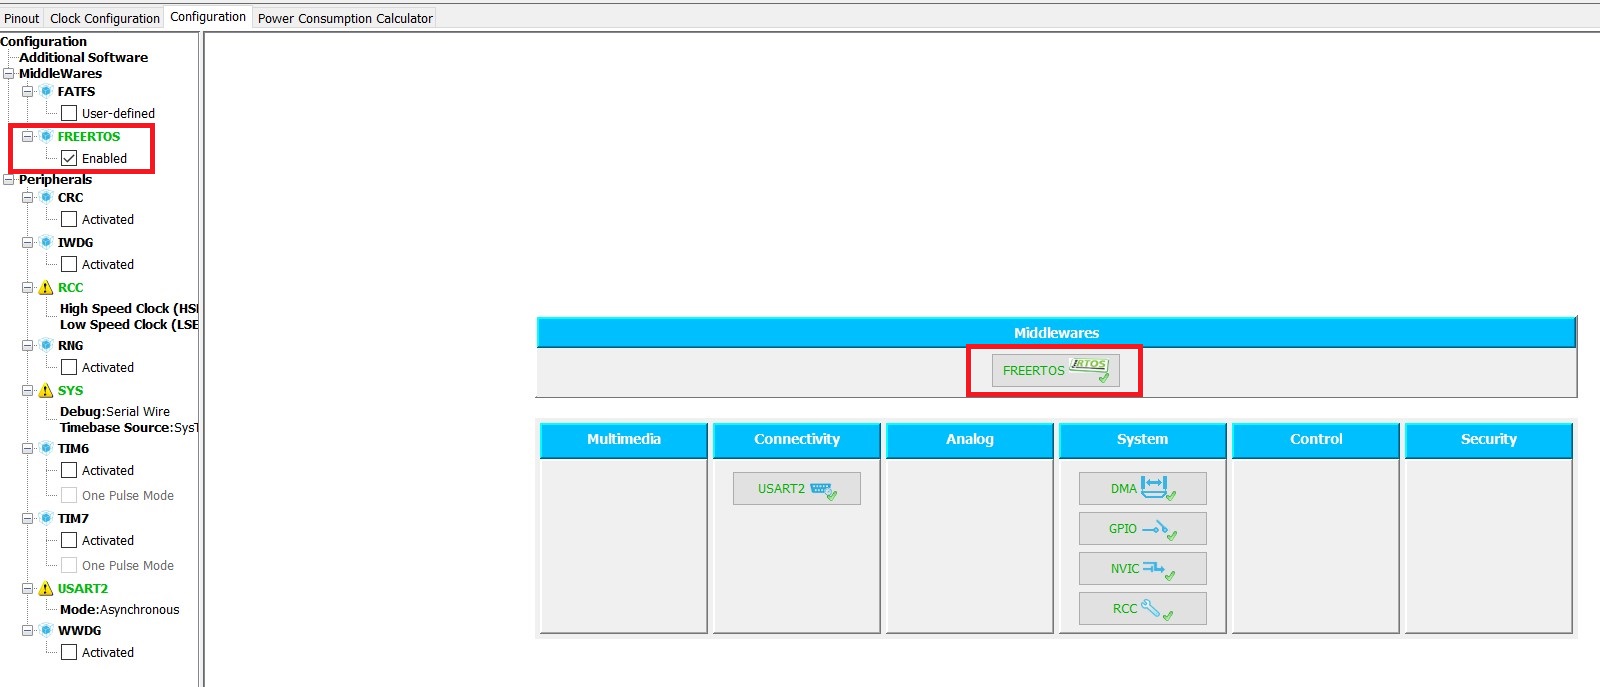 Pinout Clock Configuration Configuration Power Consumption Calculator
Configuration
Additional Software
MiddleWares
FATFS
User-defined
FREERTOS
Enabled
Peripherals
CRC
Activated
IWDG
Activated
RCC
High Speed Clock (HSE
Low Speed Clock (LSE
RNG
Activated
SYS
Debug:Serial Wire
Timebase Source:SysT
TIM6
Activated
One Pulse Mode
TIM7
Activated
One Pulse Mode
USART2
Mode:Asynchronous
WWDG
Activated
Middlewares
FREERTOS RTOS
Multimedia Connectivity Analog System Control Security
USART2 DMA
GPIO
NVIC
RCC